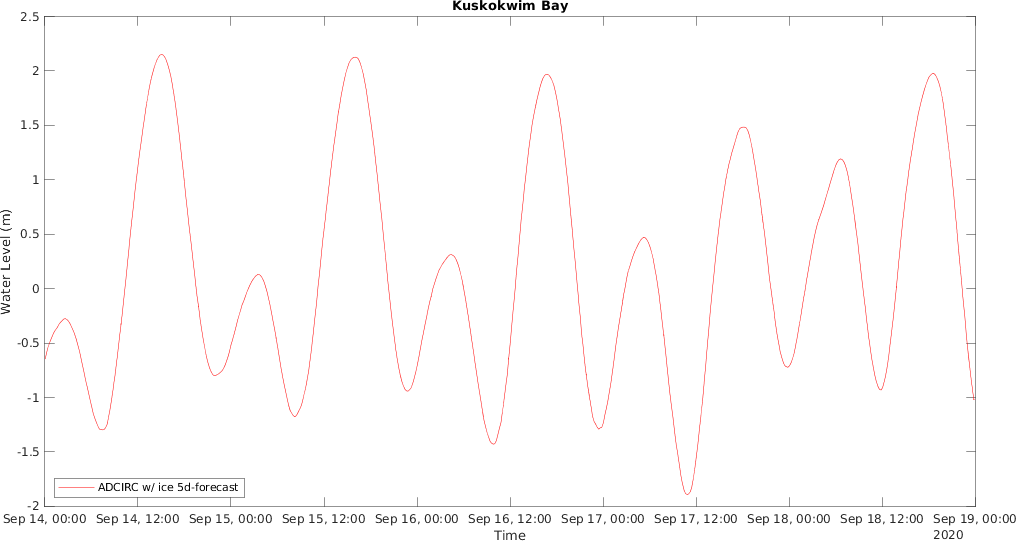 Kuskokwim Bay
2.5
2
1.5
1
0.5
0
-0.5
-1
-1.5
-2
Water Level (m)
ADCIRC w/ ice 5d-forecast
Sep 14, 00:00 Sep 14, 12:00 Sep 15, 00:00 Sep 15, 12:00 Sep 16, 00:00 Sep 16, 12:00 Sep 17, 00:00 Sep 17, 12:00 Sep 18, 00:00 Sep 18, 12:00 Sep 19, 00:00
Time
2020